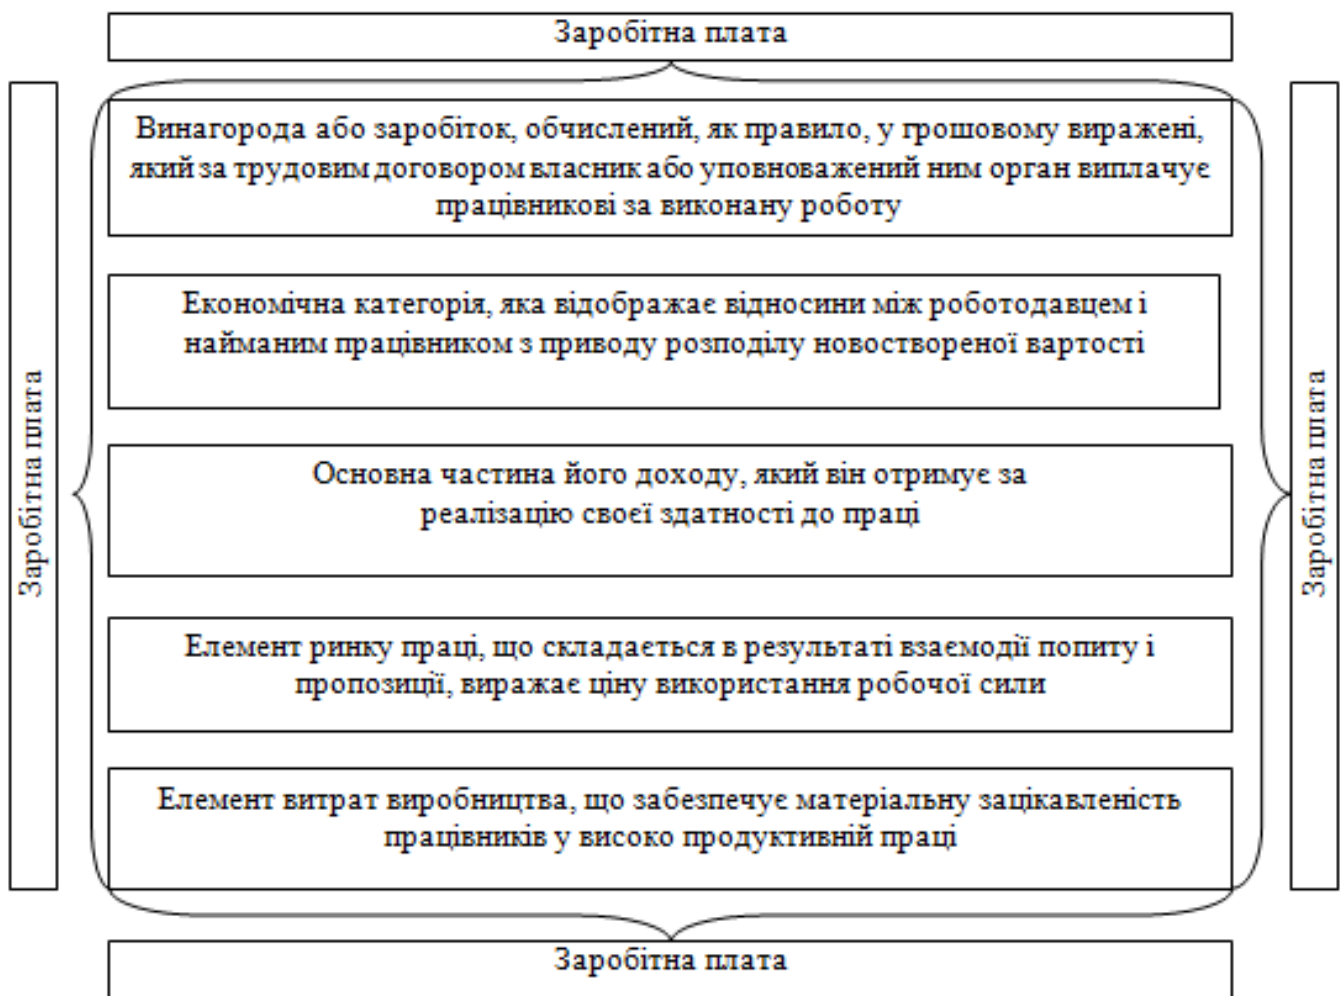 Заробітна плата
Винагорода або заробіток, обчислений, як правило, у грошовому виражені,
який за трудовим договором власник або уповноважений ним орган виплачує
працівникові за виконану роботу
Економічна категорія, яка відображає відносини між роботодавцем і
найманим працівником з приводу розподілу новоствореної вартості
Заробітна плата
Основна частина його доходу, який він отримує за
реалізацію своєї здатності до праці
Заробітна плата
Елемент ринку праці, що складається в результаті взаємодії попиту і
пропозиції, виражає ціну використання робочої сили
Елемент витрат виробництва, що забезпечує матеріальну зацікавленість
працівників у високо продуктивній праці
Заробітна плата